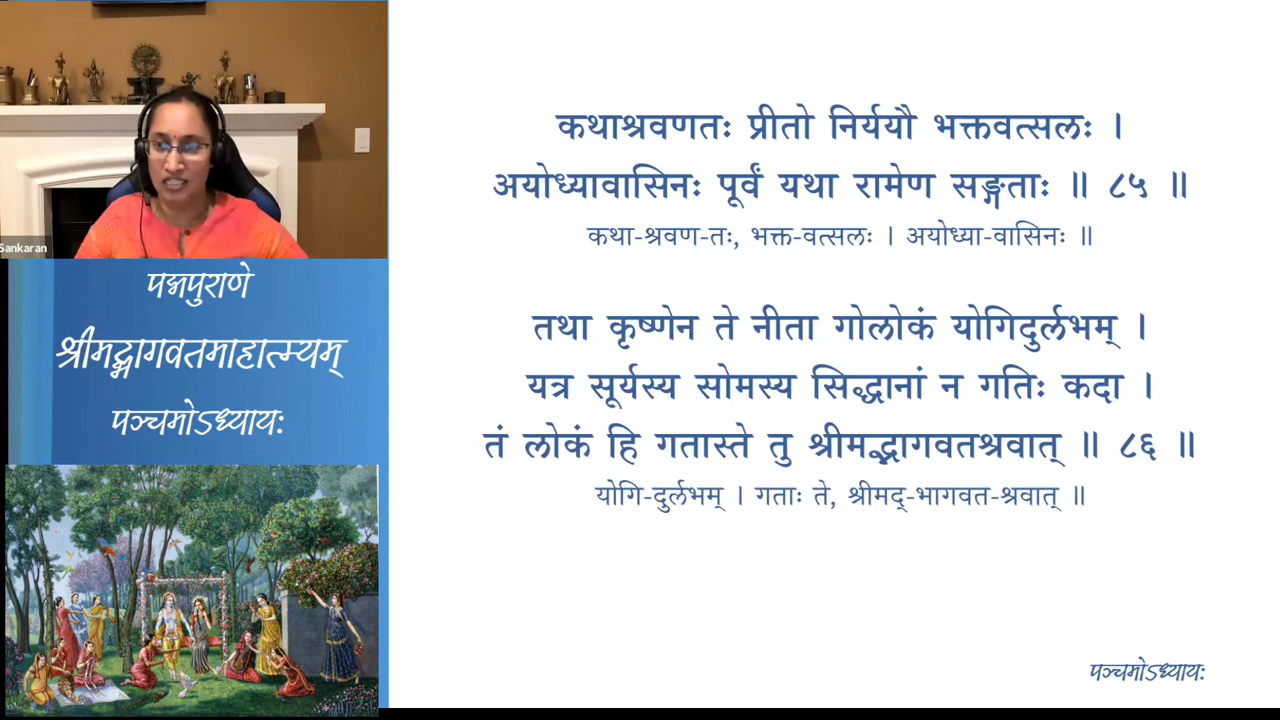 Sankaran
पद्मपुराणे
श्रीमद्भागवतमाहात्म्यम्
पञ्चमोऽध्यायः
कथाश्रवणतः प्रीतो निर्ययौ भक्तवत्सलः ।
अयोध्यावासिनः पूर्वं यथा रामेण सङ्गताः ॥ ८५ ॥
कथा-श्रवण-तः, भक्त-वत्सलः । अयोध्या-वासिनः ॥
तथा कृष्णेन ते नीता गोलोकं योगिदुर्लभम् ।
यत्र सूर्यस्य सोमस्य सिद्धानां न गतिः कदा ।
तं लोकं हि गतास्ते तु श्रीमद्भागवतश्रवात् ॥ ८६ ॥
योगि-दुर्लभम् । गताः ते, श्रीमद्-भागवत-श्रवात् ॥
पञ्चमोऽध्यायः